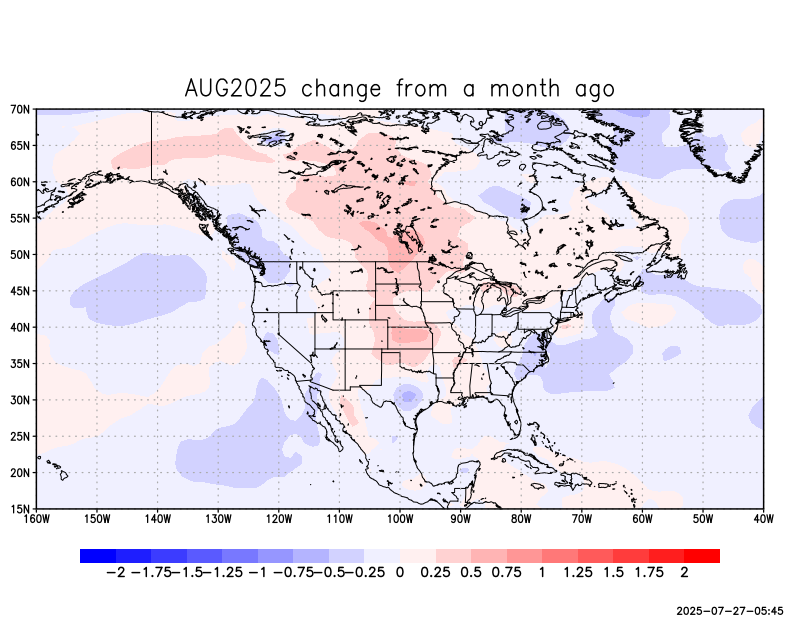 AUG2025 change from a month ago
70N
65N
60N
55N
50N
45N
40N
35N
30N
25N
20N
15N
160W 150W 140W 130W 120W 110W 100W 90W 80W 70W 60W 50W 40W
−2 −1.75 −1.5 −1.25 −1 −0.75 −0.5 −0.25 0 0.25 0.5 0.75 1 1.25 1.5 1.75 2
2025-07-27-05:45